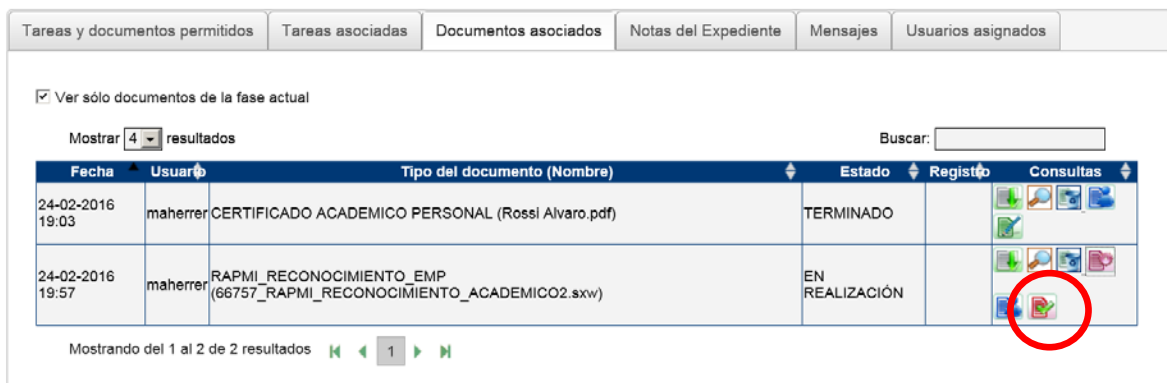 Tareas y documentos permitidos Tareas asociadas Documentos asociados Notas del Expediente Mensajes Usuarios asignados
Ver sólo documentos de la fase actual
Mostrar 4 resultados Buscar:
Fecha Usuario Tipo del documento (Nombre) Estado Registro Consultas
24-02-2016
19:03
maherrer CERTIFICADO ACADEMICO PERSONAL (Rossi Alvaro.pdf) TERMINADO
24-02-2016
19:57
maherrer RAPMI_RECONOCIMIENTO_EMP
(66757_RAPMI_RECONOCIMIENTO_ACADEMICO2.sxw)
EN
REALIZACIÓN
Mostrando del 1 al 2 de 2 resultados 1